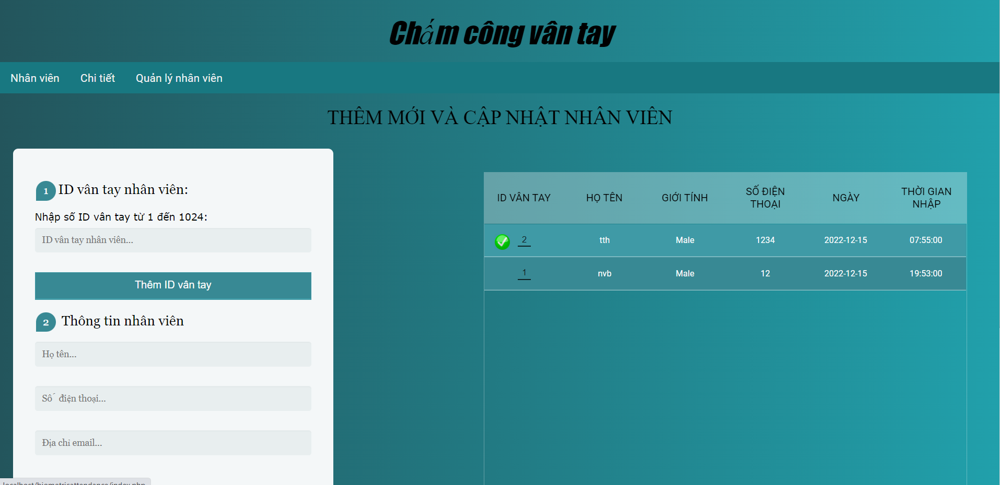 Chấm công vân tay
Nhân viên Chi tiết Quản lý nhân viên
THÊM MỚI VÀ CẬP NHẬT NHÂN VIÊN
1 ID vân tay nhân viên:
Nhập số ID vân tay từ 1 đến 1024:
ID vân tay nhân viên...
Thêm ID vân tay
2 Thông tin nhân viên
Họ tên...
Số điện thoại...
Địa chỉ email...
ID VÂN TAY HỌ TÊN GIỚI TÍNH SỐ ĐIỆN THOẠI NGÀY THỜI GIAN NHẬP
2 tth Male 1234 2022-12-15 07:55:00
1 nvb Male 12 2022-12-15 19:53:00
localhost/biometricattendance/index.php